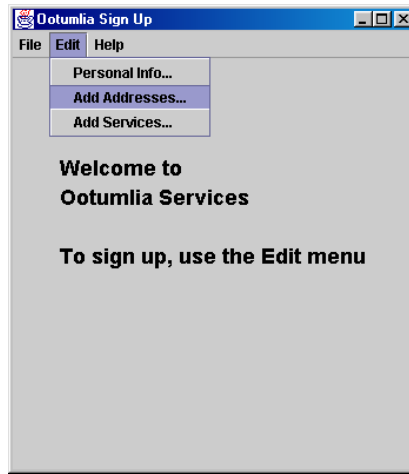 Ootumlia Sign Up
File Edit Help
Personal Info...
Add Addresses...
Add Services...
Welcome to
Ootumlia Services
To sign up, use the Edit menu